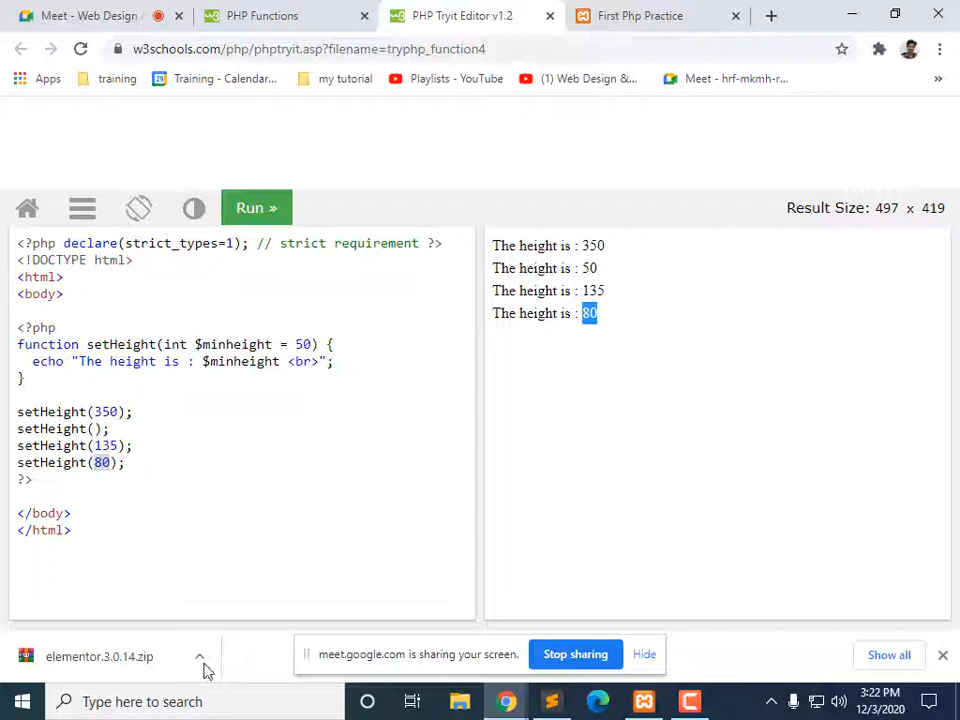 Meet - Web Design
PHP Functions
PHP Tryit Editor v1.2
First Php Practice
w3schools.com/php/phptryit.asp?filename=tryphp_function4
Apps
training
Training - Calendar...
my tutorial
Playlists - YouTube
(1) Web Design &...
Meet - hrf-mkmh-r...
»
Run »
Result Size: 497 x 419
<?php declare(strict_types=1); // strict requirement ?>
<!DOCTYPE html>
<html>
<body>
<?php
function setHeight(int $minheight = 50) {
echo "The height is : $minheight <br>";
}
setHeight(350);
setHeight();
setHeight(135);
setHeight(80);
?>
</body>
</html>
The height is : 350
The height is : 50
The height is : 135
The height is : 80
elementor.3.0.14.zip
meet.google.com is sharing your screen.
Stop sharing
Hide
Show all
Type here to search
3:22 PM
12/3/2020